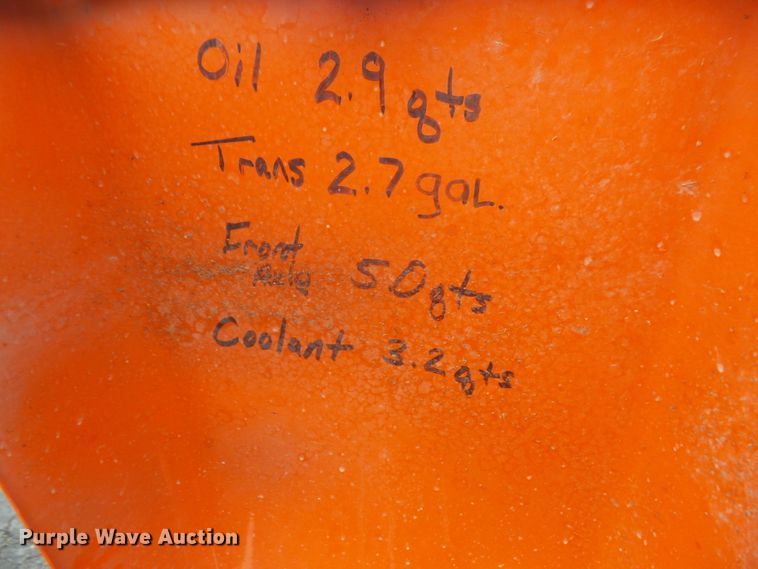 Oil 2.9 qts
Trans 2.7 gal.
Front
Axle 5.0 qts
Coolant 3.2 qts
Purple Wave Auction®